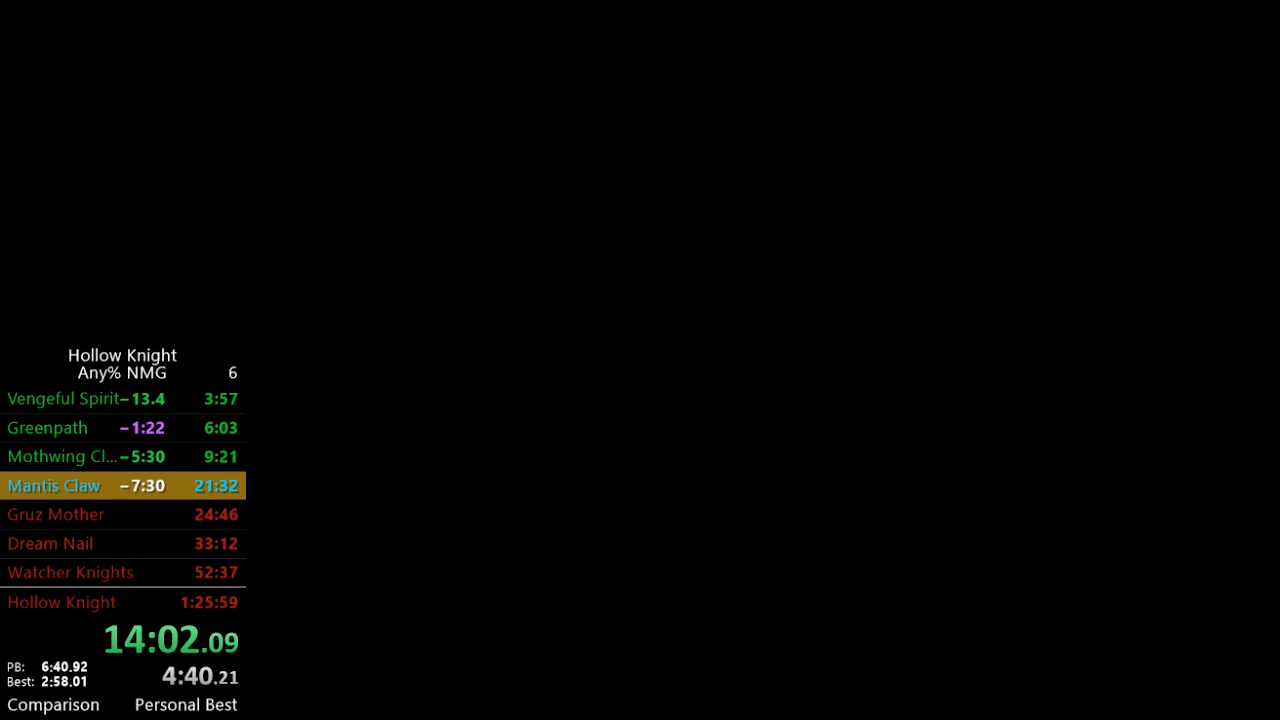 Hollow Knight
Any% NMG 6
Vengeful Spirit −13.4 3:57
Greenpath −1:22 6:03
Mothwing Cl... −5:30 9:21
Mantis Claw −7:30 21:32
Gruz Mother 24:46
Dream Nail 33:12
Watcher Knights 52:37
Hollow Knight 1:25:59
14:02.09
PB: 6:40.92
Best: 2:58.01
4:40.21
Comparison Personal Best